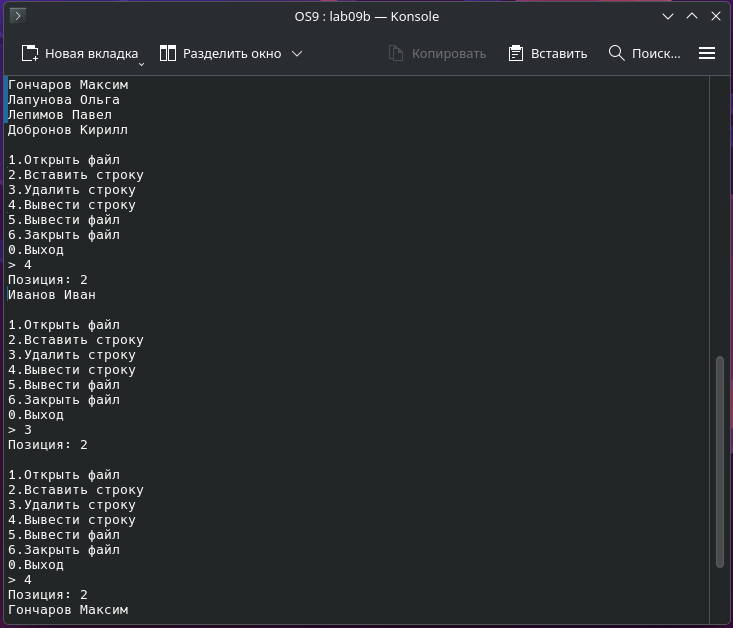 OS9 : lab09b — Konsole
Новая вкладка
Разделить окно
Копировать
Вставить
Поиск...
Гончаров Максим
Лапунова Ольга
Лепимов Павел
Добронов Кирилл
1.Открыть файл
2.Вставить строку
3.Удалить строку
4.Вывести строку
5.Вывести файл
6.Закрыть файл
0.Выход
> 4
Позиция: 2
Иванов Иван
1.Открыть файл
2.Вставить строку
3.Удалить строку
4.Вывести строку
5.Вывести файл
6.Закрыть файл
0.Выход
> 3
Позиция: 2
1.Открыть файл
2.Вставить строку
3.Удалить строку
4.Вывести строку
5.Вывести файл
6.Закрыть файл
0.Выход
> 4
Позиция: 2
Гончаров Максим